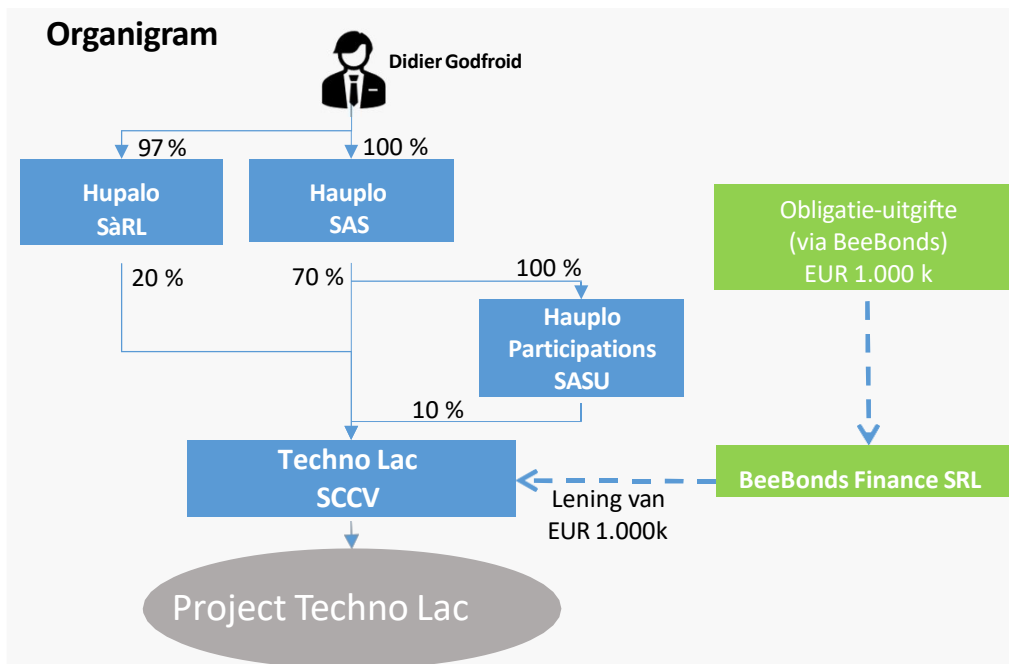 Organigram
Didier Godfroid
97 %
100 %
Hupalo
SàRL
Hauplo
SAS
Obligatie-uitgifte
(via BeeBonds)
EUR 1.000 k
20 %
70 %
100 %
Hauplo
Participations
SASU
10 %
Techno Lac
SCCV
BeeBonds Finance SRL
Lening van
EUR 1.000k
Project Techno Lac